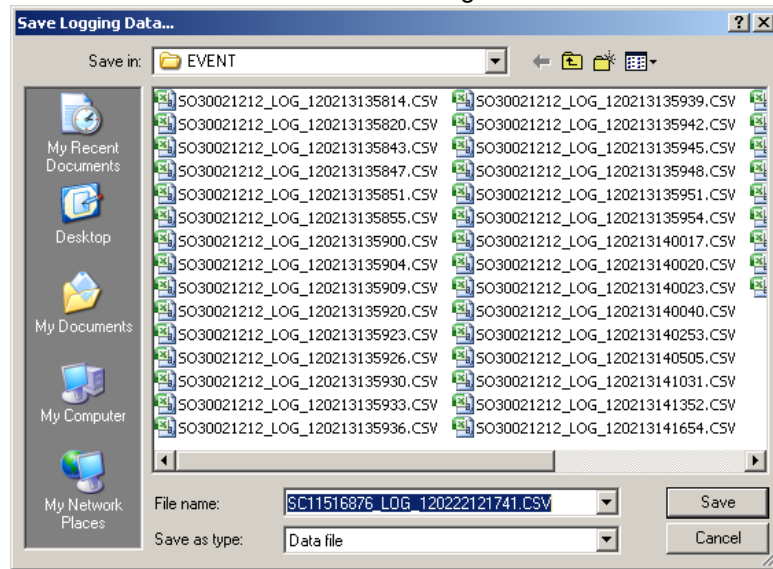 Save Logging Data...
Save in: EVENT
My Recent
Documents
Desktop
My Documents
My Computer
My Network
Places
SO30021212_LOG_120213135814.CSV
SO30021212_LOG_120213135820.CSV
SO30021212_LOG_120213135843.CSV
SO30021212_LOG_120213135847.CSV
SO30021212_LOG_120213135851.CSV
SO30021212_LOG_120213135855.CSV
SO30021212_LOG_120213135900.CSV
SO30021212_LOG_120213135904.CSV
SO30021212_LOG_120213135909.CSV
SO30021212_LOG_120213135920.CSV
SO30021212_LOG_120213135923.CSV
SO30021212_LOG_120213135926.CSV
SO30021212_LOG_120213135930.CSV
SO30021212_LOG_120213135933.CSV
SO30021212_LOG_120213135936.CSV
SO30021212_LOG_120213135939.CSV
SO30021212_LOG_120213135942.CSV
SO30021212_LOG_120213135945.CSV
SO30021212_LOG_120213135948.CSV
SO30021212_LOG_120213135951.CSV
SO30021212_LOG_120213135954.CSV
SO30021212_LOG_120213140017.CSV
SO30021212_LOG_120213140020.CSV
SO30021212_LOG_120213140023.CSV
SO30021212_LOG_120213140040.CSV
SO30021212_LOG_120213140253.CSV
SO30021212_LOG_120213140505.CSV
SO30021212_LOG_120213141031.CSV
SO30021212_LOG_120213141352.CSV
SO30021212_LOG_120213141654.CSV
File name: SC11516876_LOG_120222121741.CSV Save
Save as type: Data file Cancel